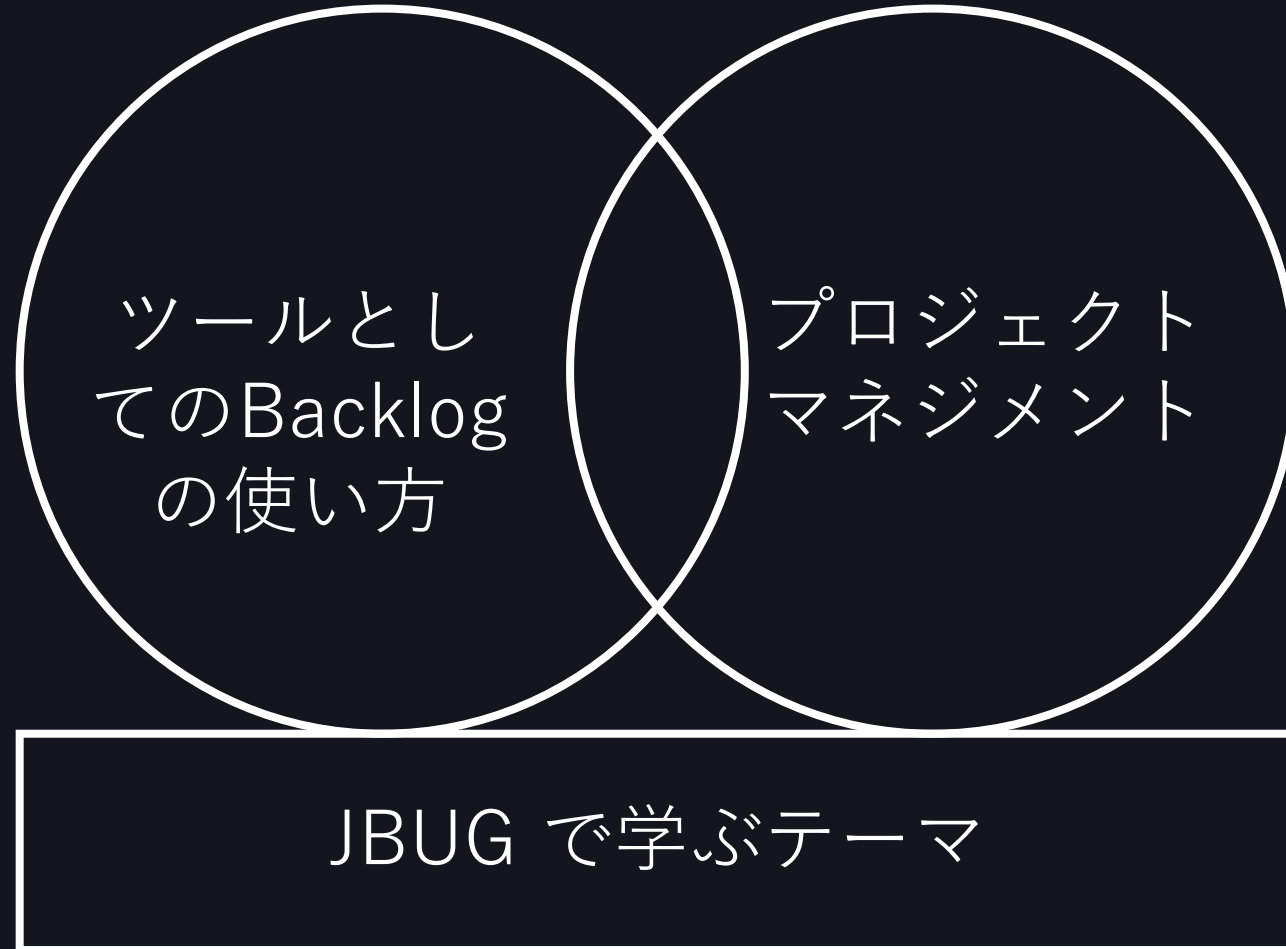 ツールとし
てのBacklog
の使い方
プロジェクト
マネジメント
JBUG で学ぶテーマ